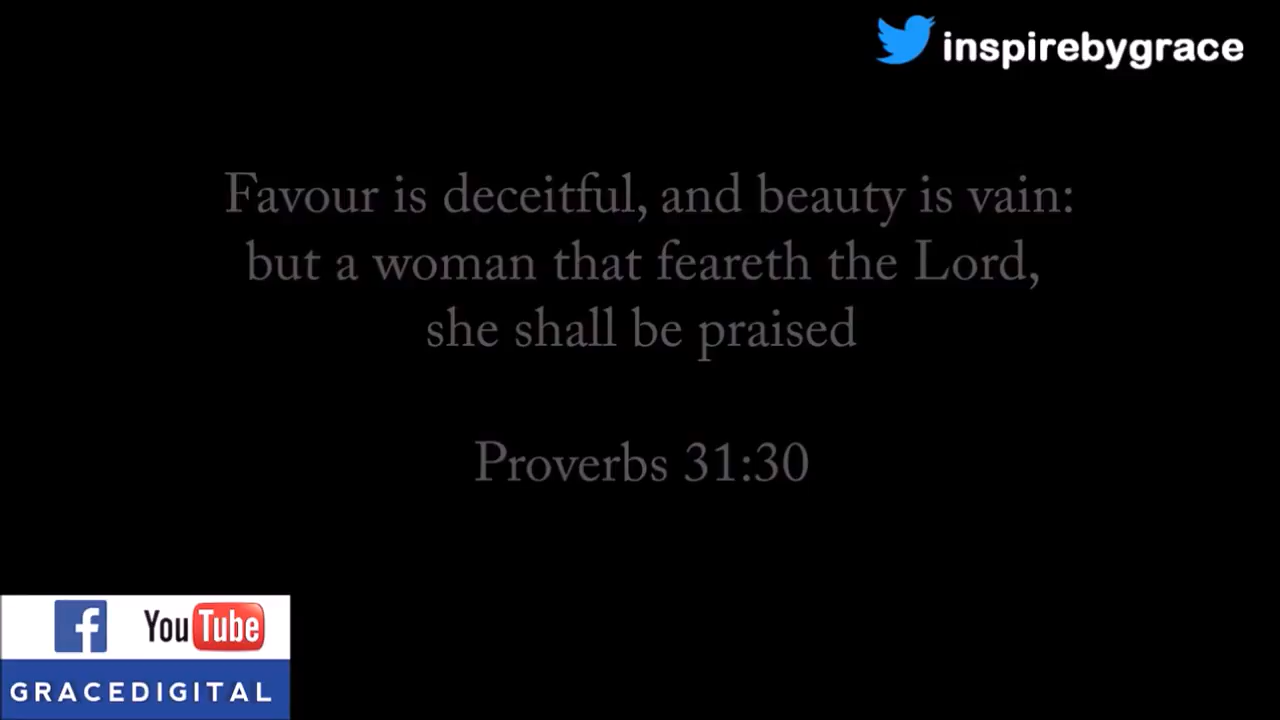 inspirebygrace
Favour is deceitful, and beauty is vain:
but a woman that feareth the Lord,
she shall be praised
Proverbs 31:30
f YouTube
GRACEDIGITAL